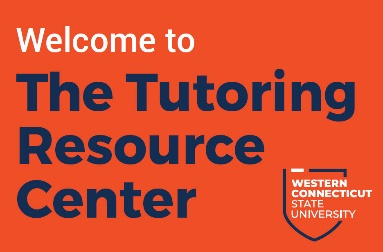 Welcome to
The Tutoring
Resource
Center
WESTERN
CONNECTICUT
STATE
UNIVERSITY